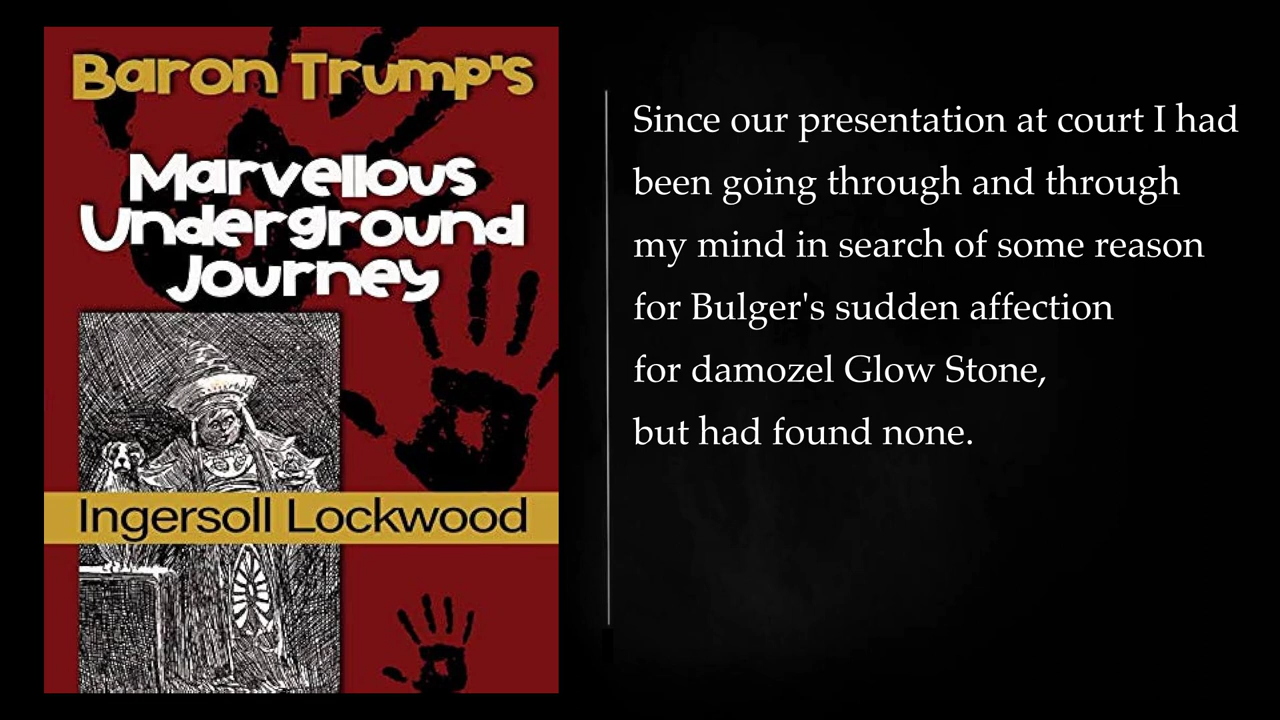 Baron Trump's
Marvellous
Underground
Journey
Ingersoll Lockwood
Since our presentation at court I had
been going through and through
my mind in search of some reason
for Bulger's sudden affection
for damozel Glow Stone,
but had found none.